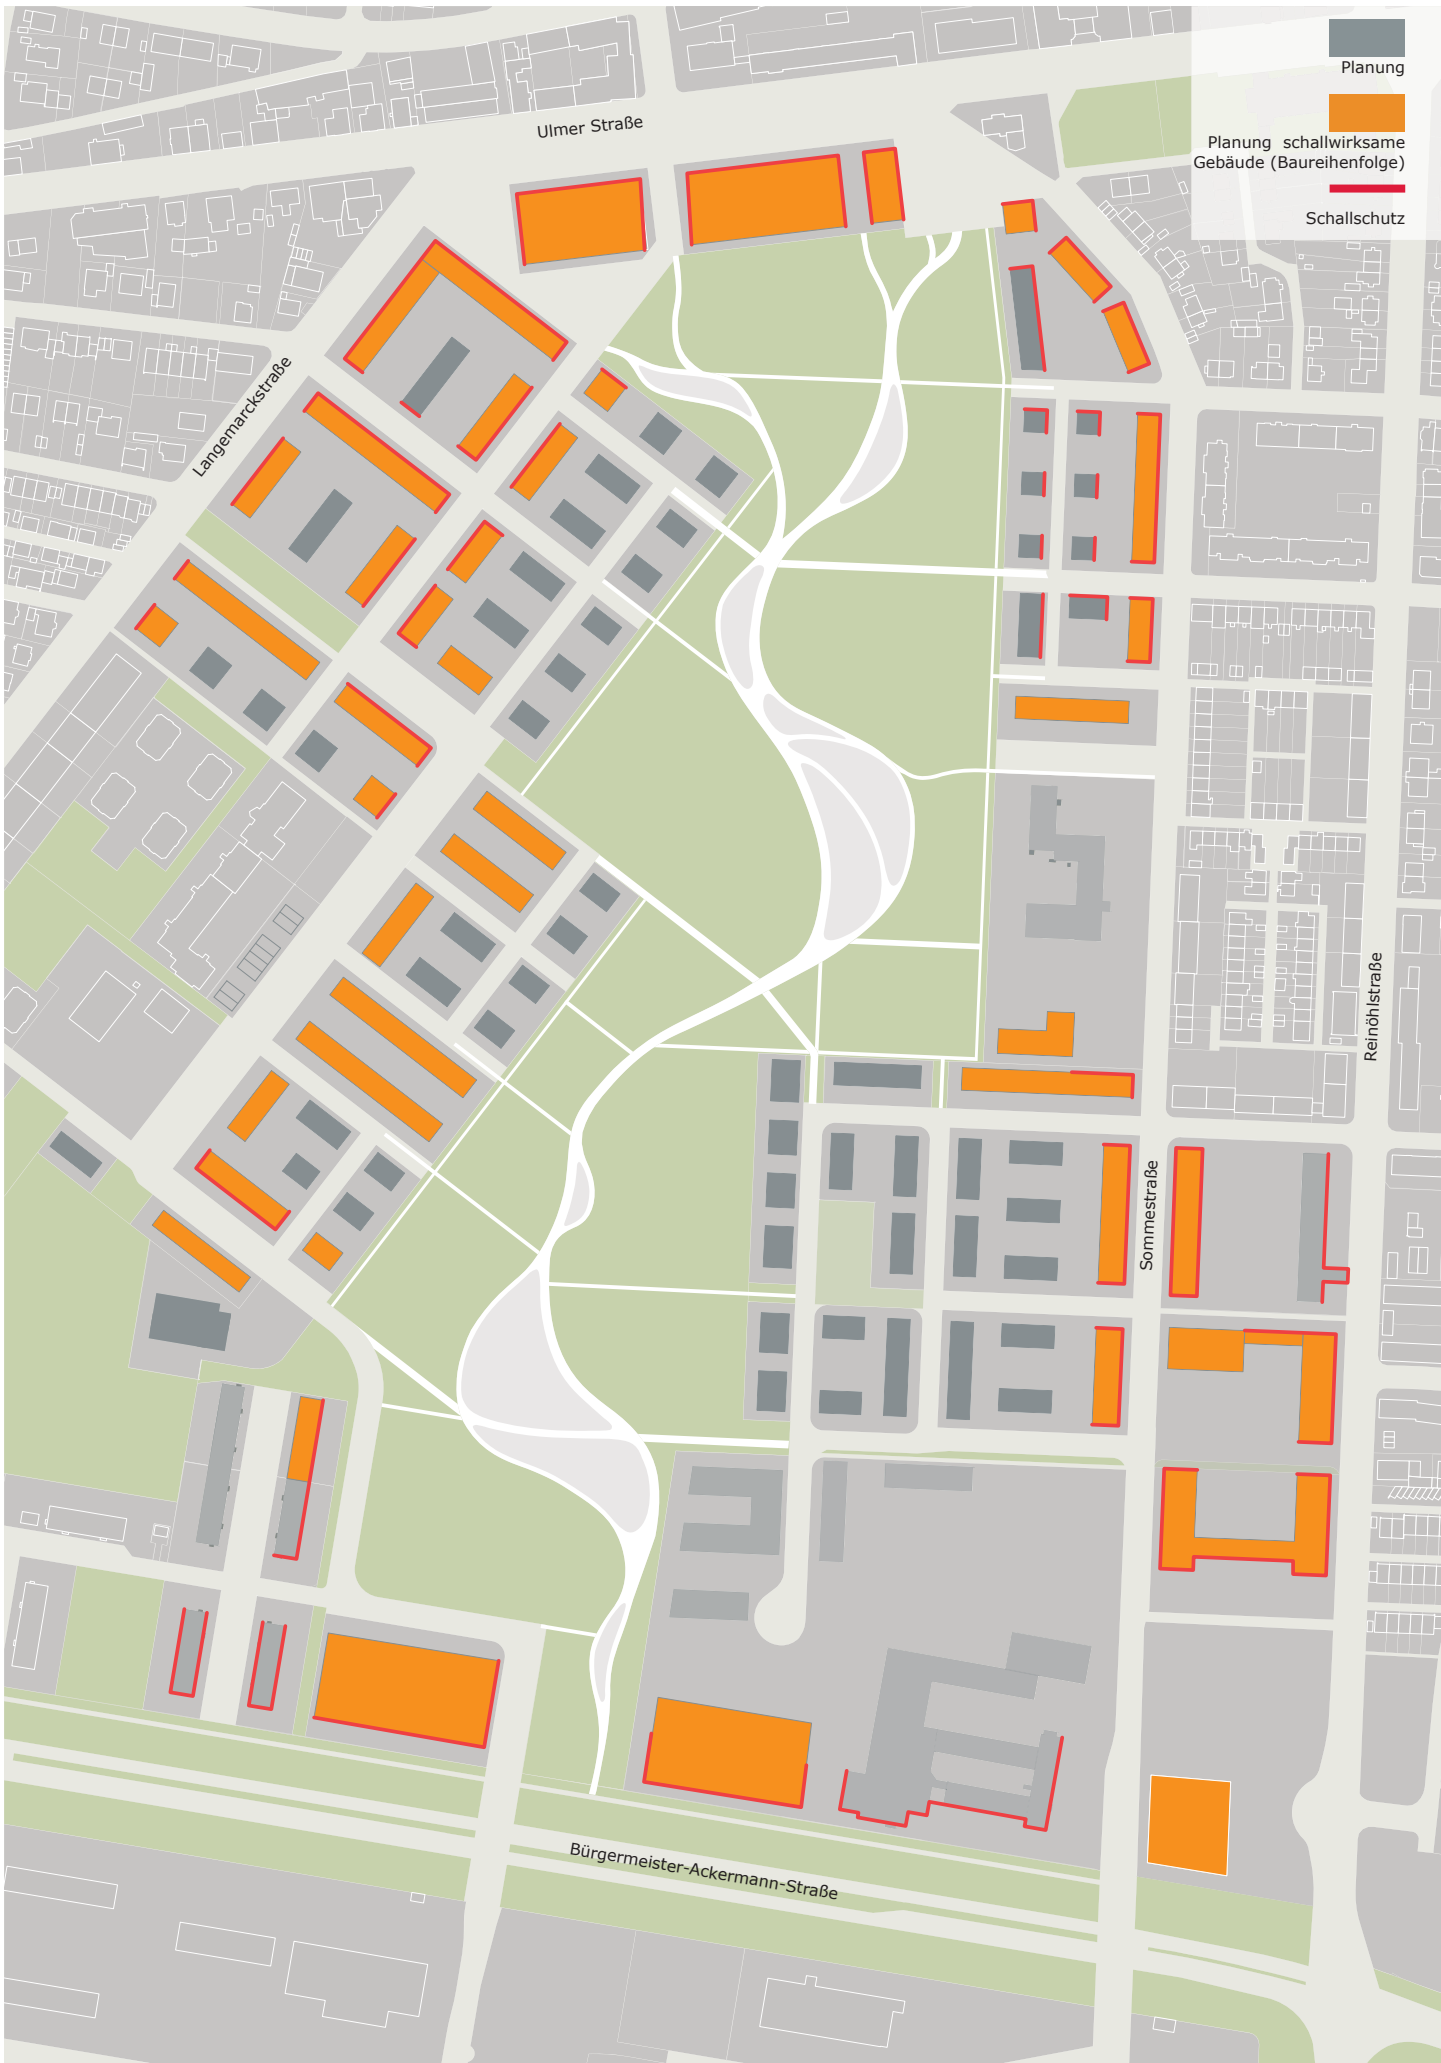 Planung
Planung schallwirksame
Gebäude (Baureihenfolge)
Schallschutz
Ulmer Straße
Langemarckstraße
Reinöhlstraße
Sommestraße
Bürgermeister-Ackermann-Straße